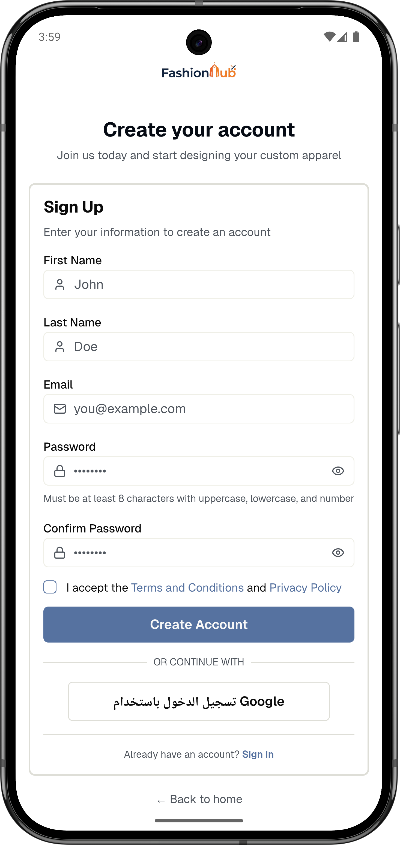 3:59
FashionHub
Create your account
Join us today and start designing your custom apparel
Sign Up
Enter your information to create an account
First Name
John
Last Name
Doe
Email
you@example.com
Password
••••••••
Must be at least 8 characters with uppercase, lowercase, and number
Confirm Password
••••••••
I accept the Terms and Conditions and Privacy Policy
Create Account
OR CONTINUE WITH
تسجيل الدخول باستخدام Google
Already have an account? Sign in
← Back to home